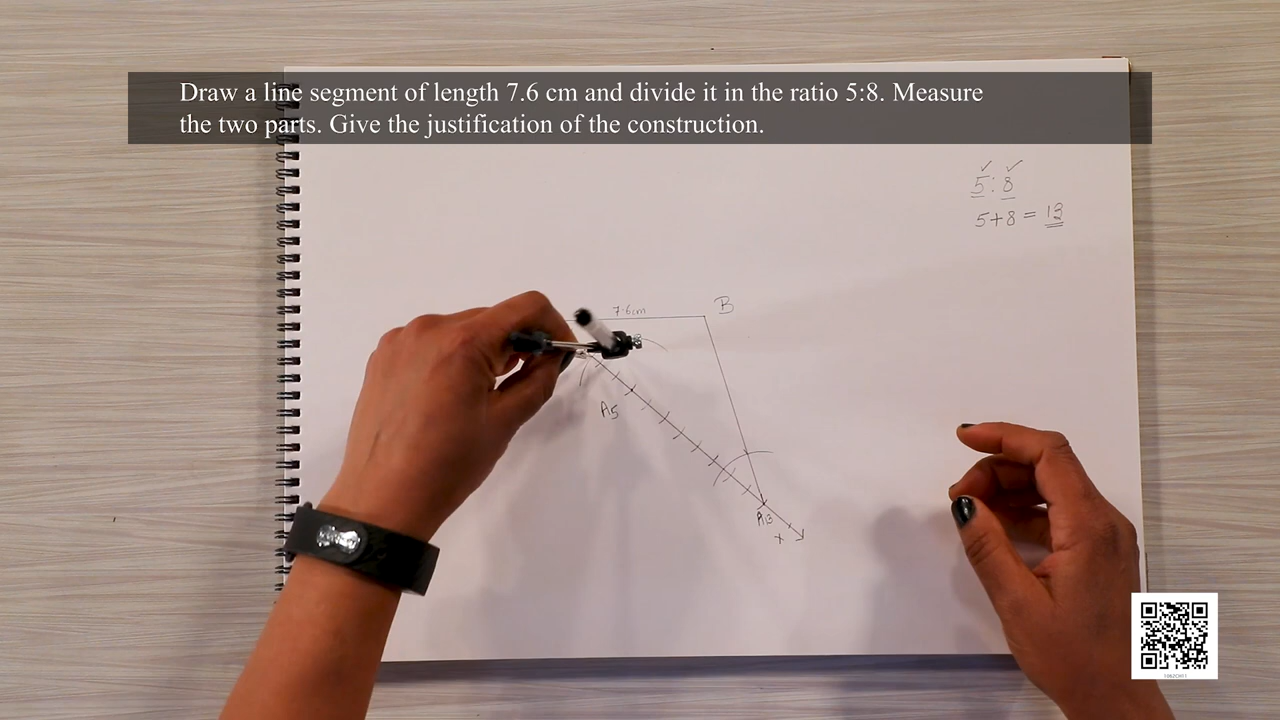 Draw a line segment of length 7.6 cm and divide it in the ratio 5:8. Measure
the two parts. Give the justification of the construction.
5:8
5+8 = 13
7.6cm
B
A5
A13
x